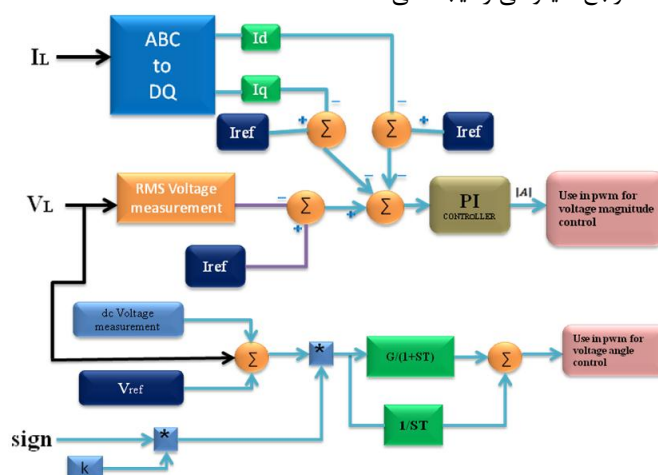 ABC
to
DQ
Id
Iq
IL
Iref
Σ
Σ
Iref
RMS Voltage
measurement
VL
Σ
Σ
PI
CONTROLLER
|A|
Use in pwm for
voltage magnitude
control
Iref
dc Voltage
measurement
Σ
*
G/(1+ST)
Σ
Use in pwm for
voltage angle
control
Vref
1/ST
sign
*
k